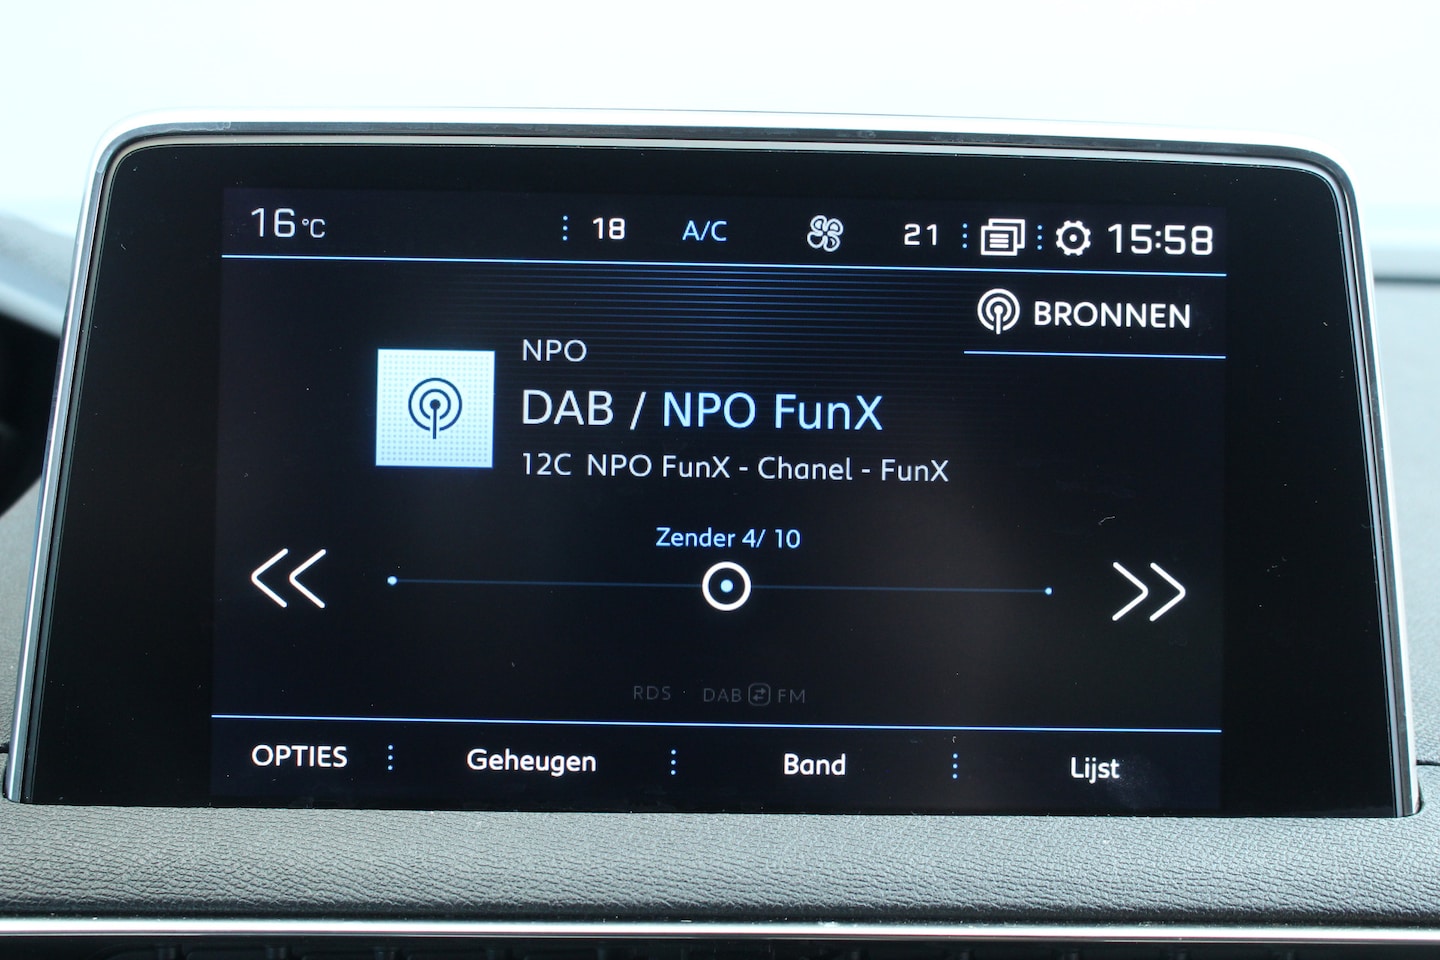 16°C 18 A/C 21 15:58
BRONNEN
NPO
DAB / NPO FunX
12C NPO FunX - Chanel - FunX
Zender 4/ 10
RDS · DAB FM
OPTIES Geheugen Band Lijst